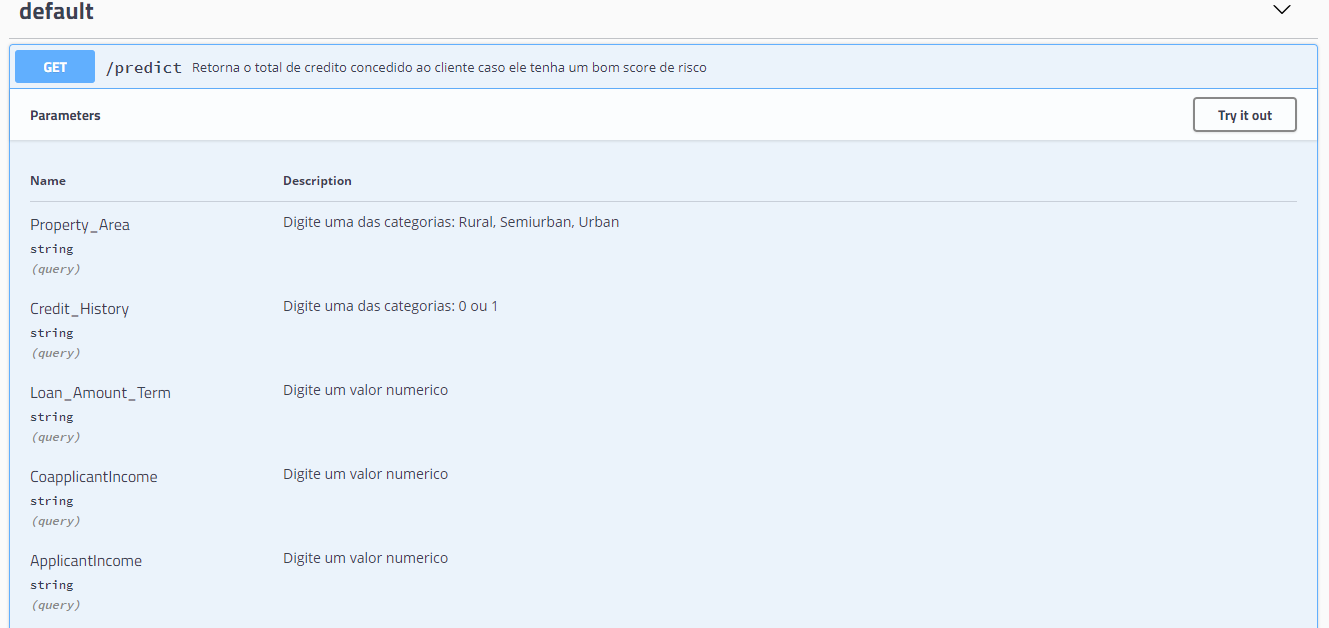 default
GET /predict Retorna o total de credito concedido ao cliente caso ele tenha um bom score de risco
Parameters Try it out
Name Description
Property_Area Digite uma das categorias: Rural, Semiurban, Urban
string
(query)
Credit_History Digite uma das categorias: 0 ou 1
string
(query)
Loan_Amount_Term Digite um valor numerico
string
(query)
CoapplicantIncome Digite um valor numerico
string
(query)
ApplicantIncome Digite um valor numerico
string
(query)